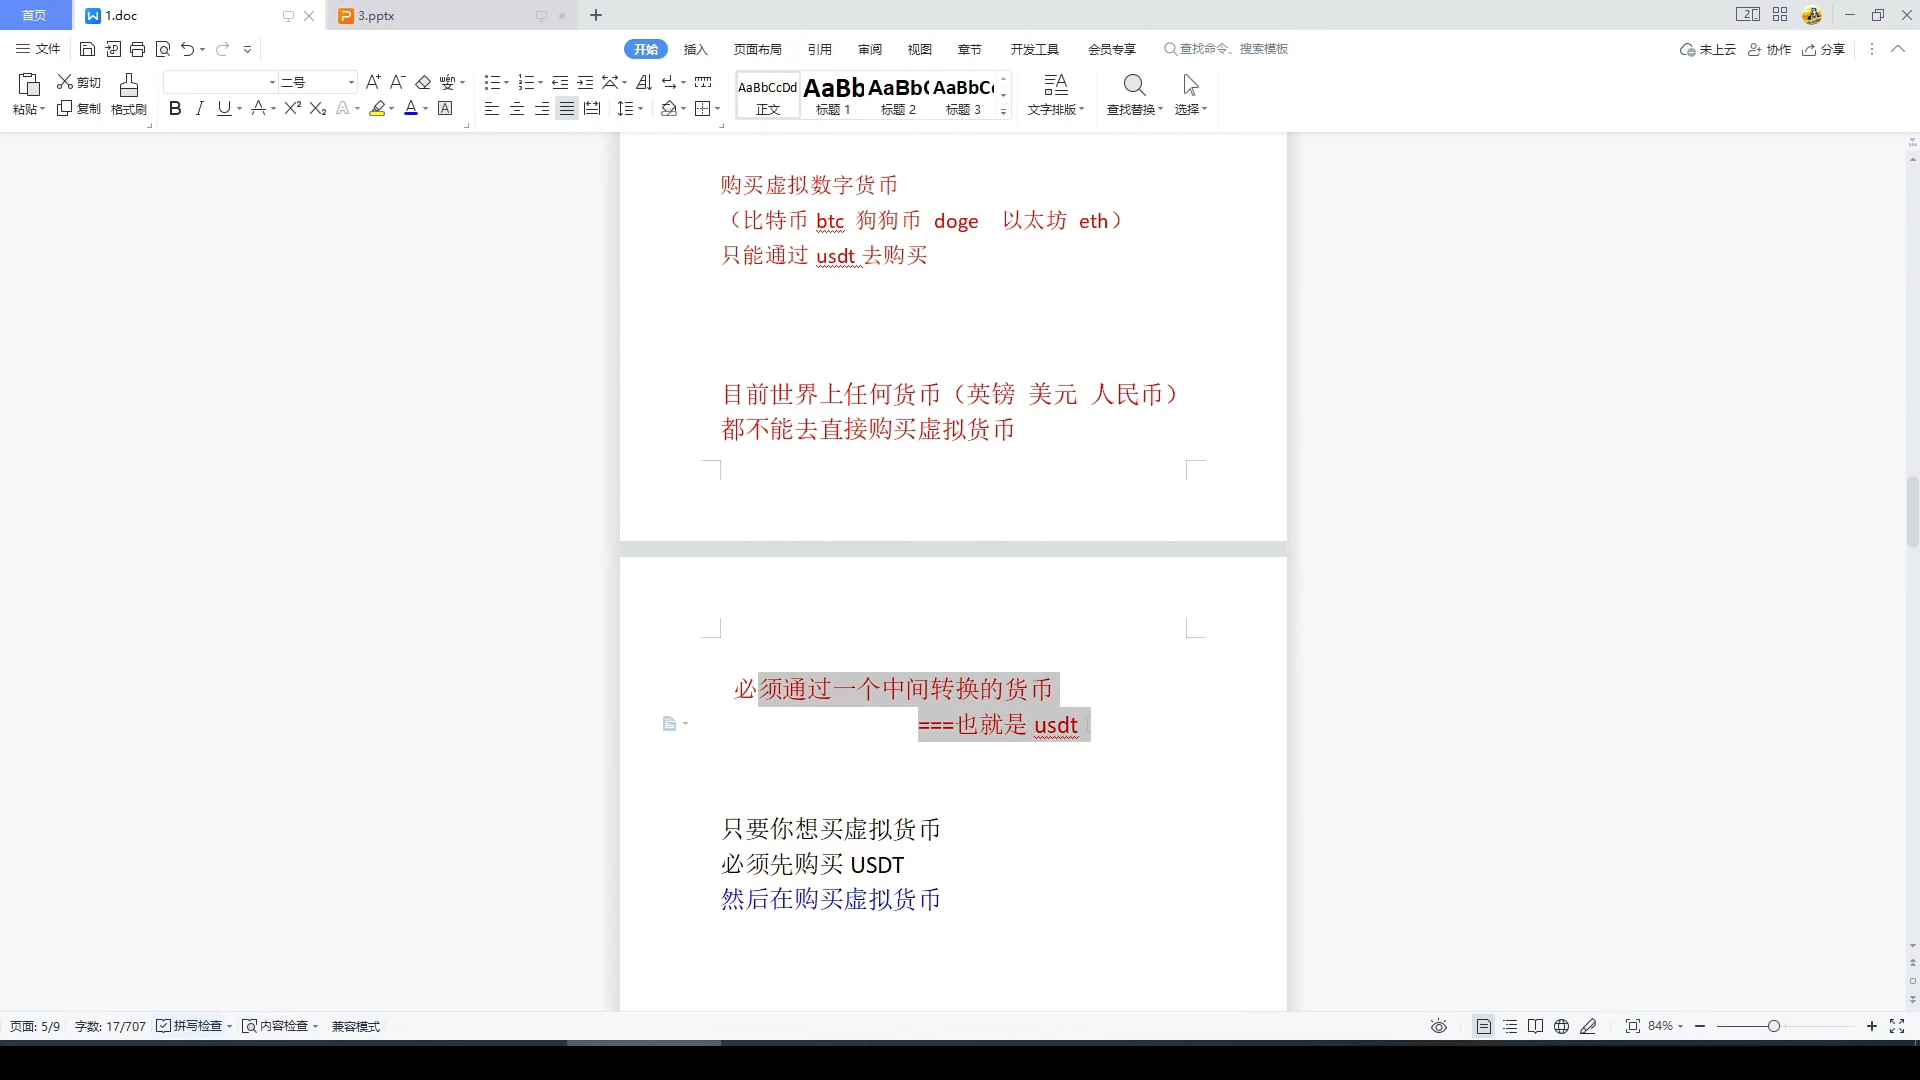 首页
1.doc
3.pptx
文件
开始
插入
页面布局
引用
审阅
视图
章节
开发工具
会员专享
查找命令、搜索模板
未上云
协作
分享
粘贴
剪切
复制
格式刷
二号
AaBbCcDd
正文
AaBb
标题 1
AaBb(
标题 2
AaBbC(
标题 3
文字排版
查找替换
选择
购买虚拟数字货币
（比特币 btc 狗狗币 doge 以太坊 eth）
只能通过 usdt 去购买
目前世界上任何货币（英镑 美元 人民币）
都不能去直接购买虚拟货币
必须通过一个中间转换的货币
===也就是 usdt
只要你想买虚拟货币
必须先购买 USDT
然后在购买虚拟货币
页面: 5/9
字数: 17/707
拼写检查
内容检查
兼容模式
84%